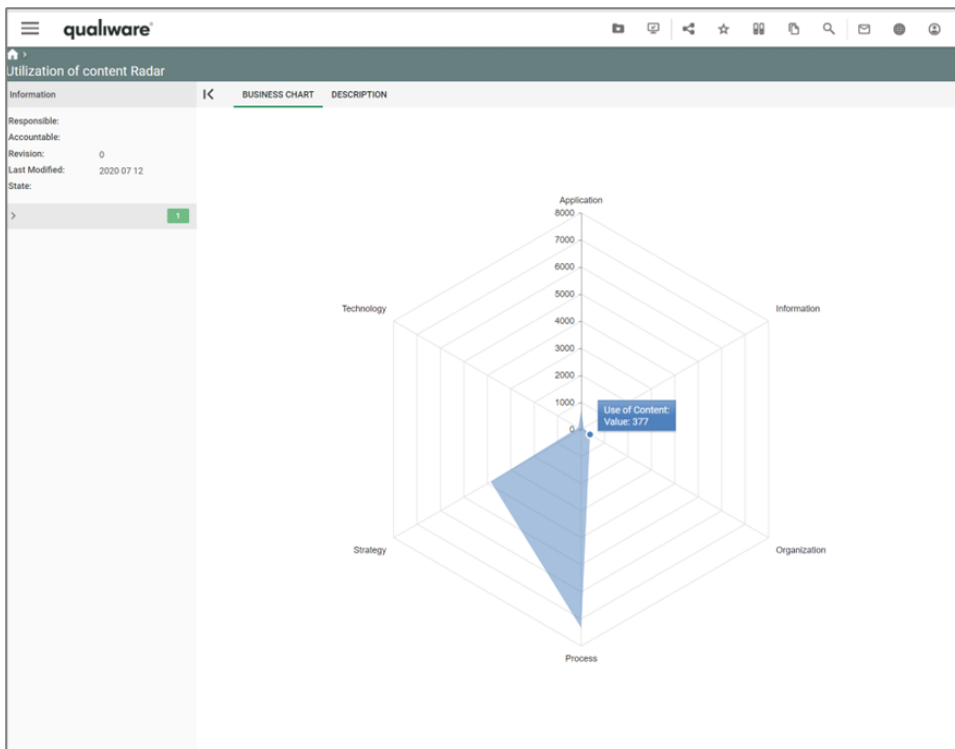 qualiware®
Utilization of content Radar
Information
BUSINESS CHART
DESCRIPTION
Responsible:
Accountable:
Revision: 0
Last Modified: 2020 07 12
State:
1
Application
8000
7000
6000
5000
4000
3000
2000
1000
0
Technology
Information
Use of Content:
Value: 377
Strategy
Organization
Process